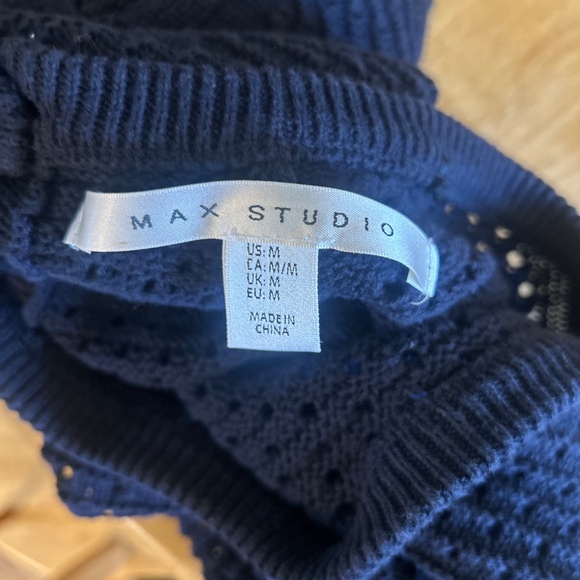 MAX STUDIO
US: M
CA: M/M
UK: M
EU: M
MADE IN
CHINA